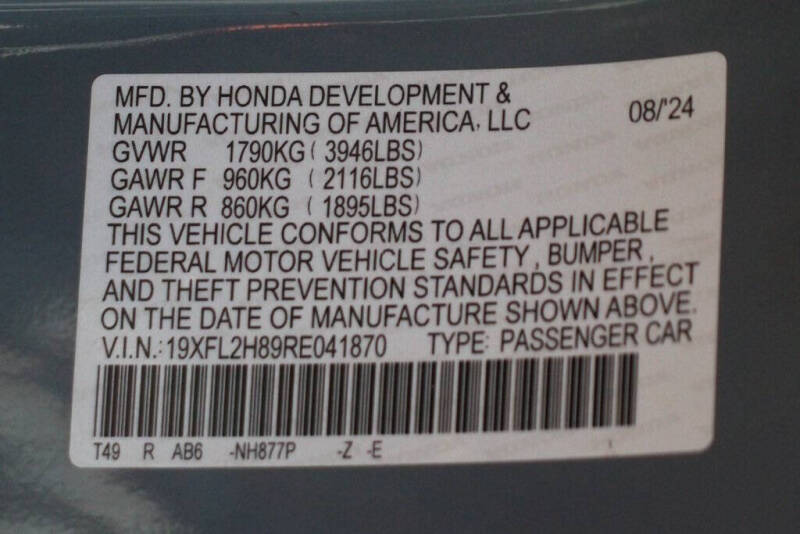 MFD. BY HONDA DEVELOPMENT &
MANUFACTURING OF AMERICA, LLC 08/'24
GVWR 1790KG ( 3946LBS)
GAWR F 960KG ( 2116LBS)
GAWR R 860KG ( 1895LBS)
THIS VEHICLE CONFORMS TO ALL APPLICABLE
FEDERAL MOTOR VEHICLE SAFETY , BUMPER ,
AND THEFT PREVENTION STANDARDS IN EFFECT
ON THE DATE OF MANUFACTURE SHOWN ABOVE.
V.I.N.: 19XFL2H89RE041870 TYPE: PASSENGER CAR
T49 R AB6 -NH877P -Z -E